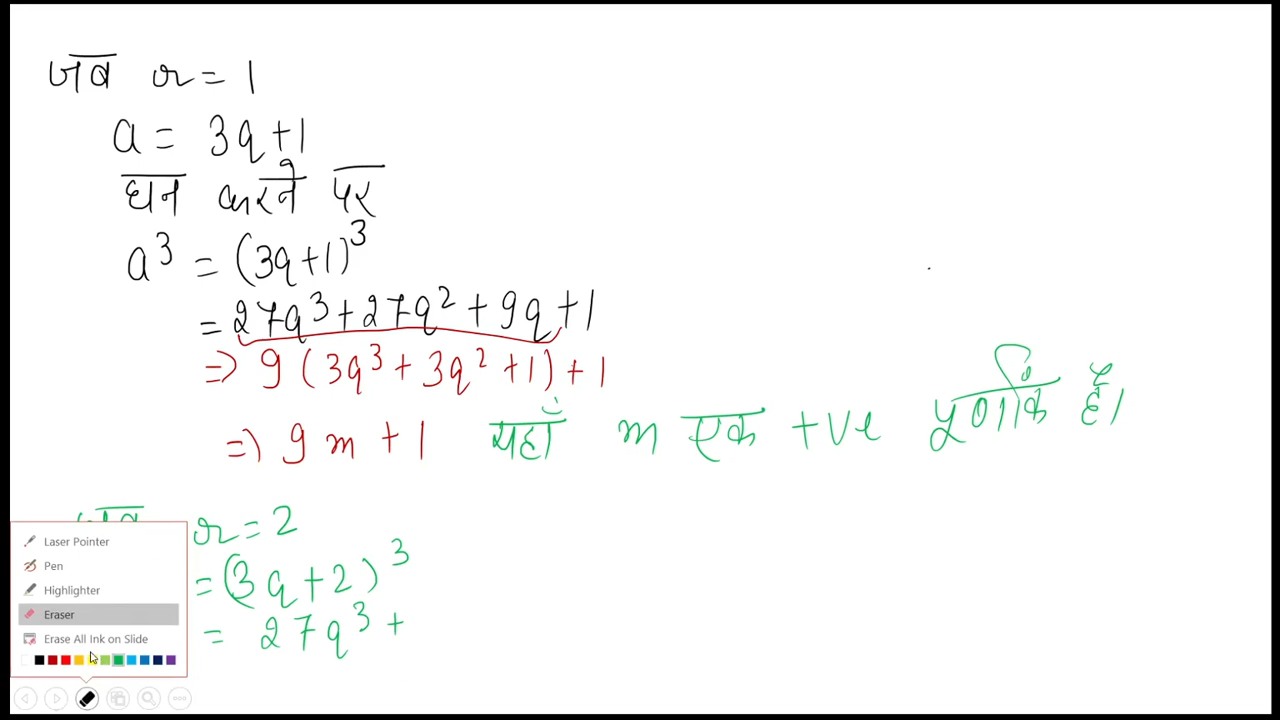 जब r = 1
a = 3q + 1
घन करने पर
a³ = (3q + 1)³
= 27q³ + 27q² + 9q + 1
⇒ 9 (3q³ + 3q² + 1) + 1
⇒ 9 m + 1 यहाँ m एक +ve पूर्णांक है।
जब r = 2
= (3q + 2)³
= 27q³ +
Laser Pointer
Pen
Highlighter
Eraser
Erase All Ink on Slide